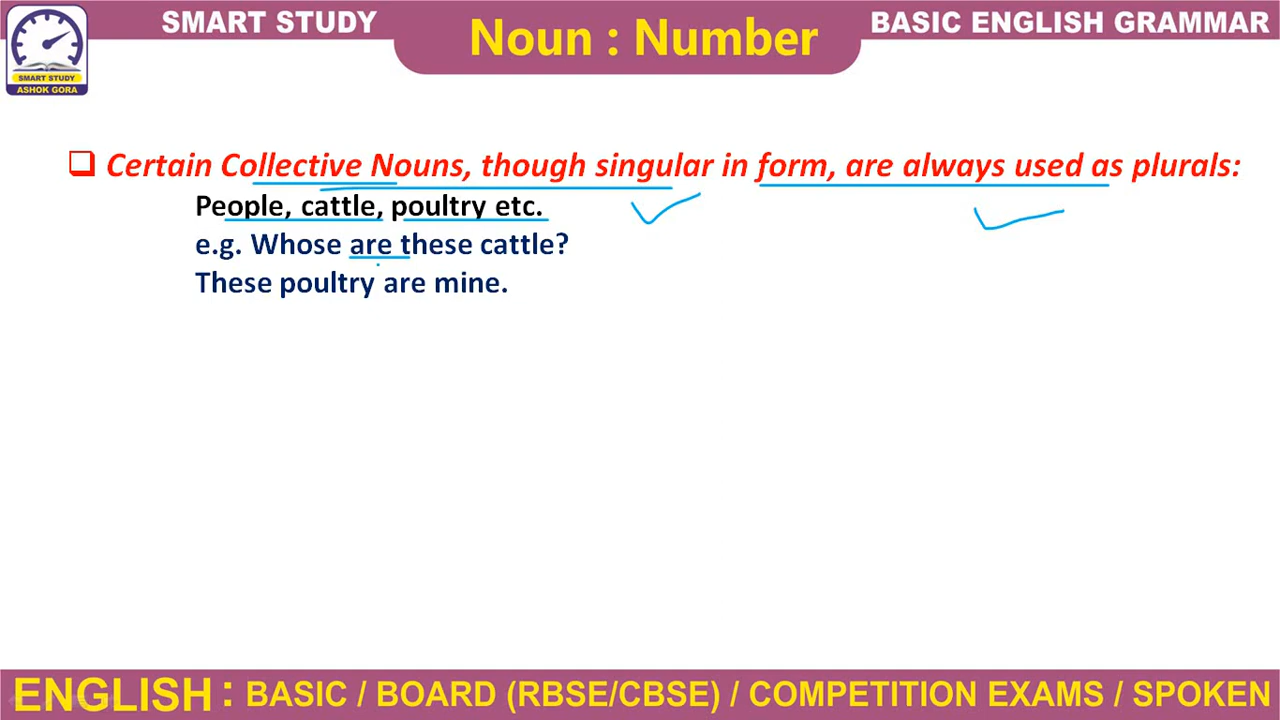 SMART STUDY
Noun : Number
BASIC ENGLISH GRAMMAR
SMART STUDY
ASHOK GORA
Certain Collective Nouns, though singular in form, are always used as plurals:
People, cattle, poultry etc.
e.g. Whose are these cattle?
These poultry are mine.
ENGLISH : BASIC / BOARD (RBSE/CBSE) / COMPETITION EXAMS / SPOKEN